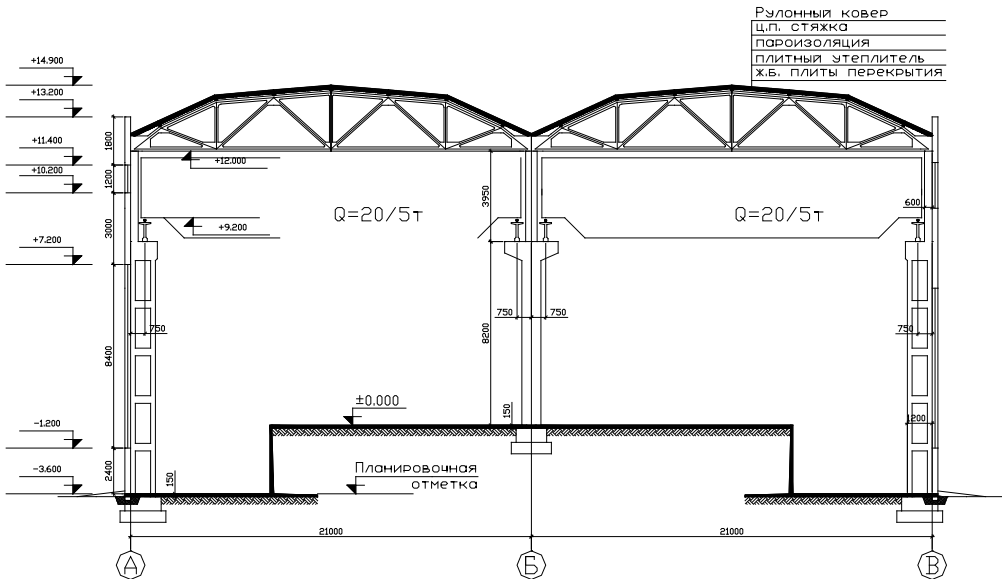 Рулонный ковер
ц.п. стяжка
пароизоляция
плитный утеплитель
ж.б. плиты перекрытия
+14.900
+13.200
+11.400
+10.200
+7.200
-1.200
-3.600
1800
1200
3000
8400
2400
+12.000
Q=20/5т
+9.200
3950
8200
Q=20/5т
600
750
750
750
750
1200
±0.000
150
150
Планировочная
отметка
21000
21000
А
Б
В